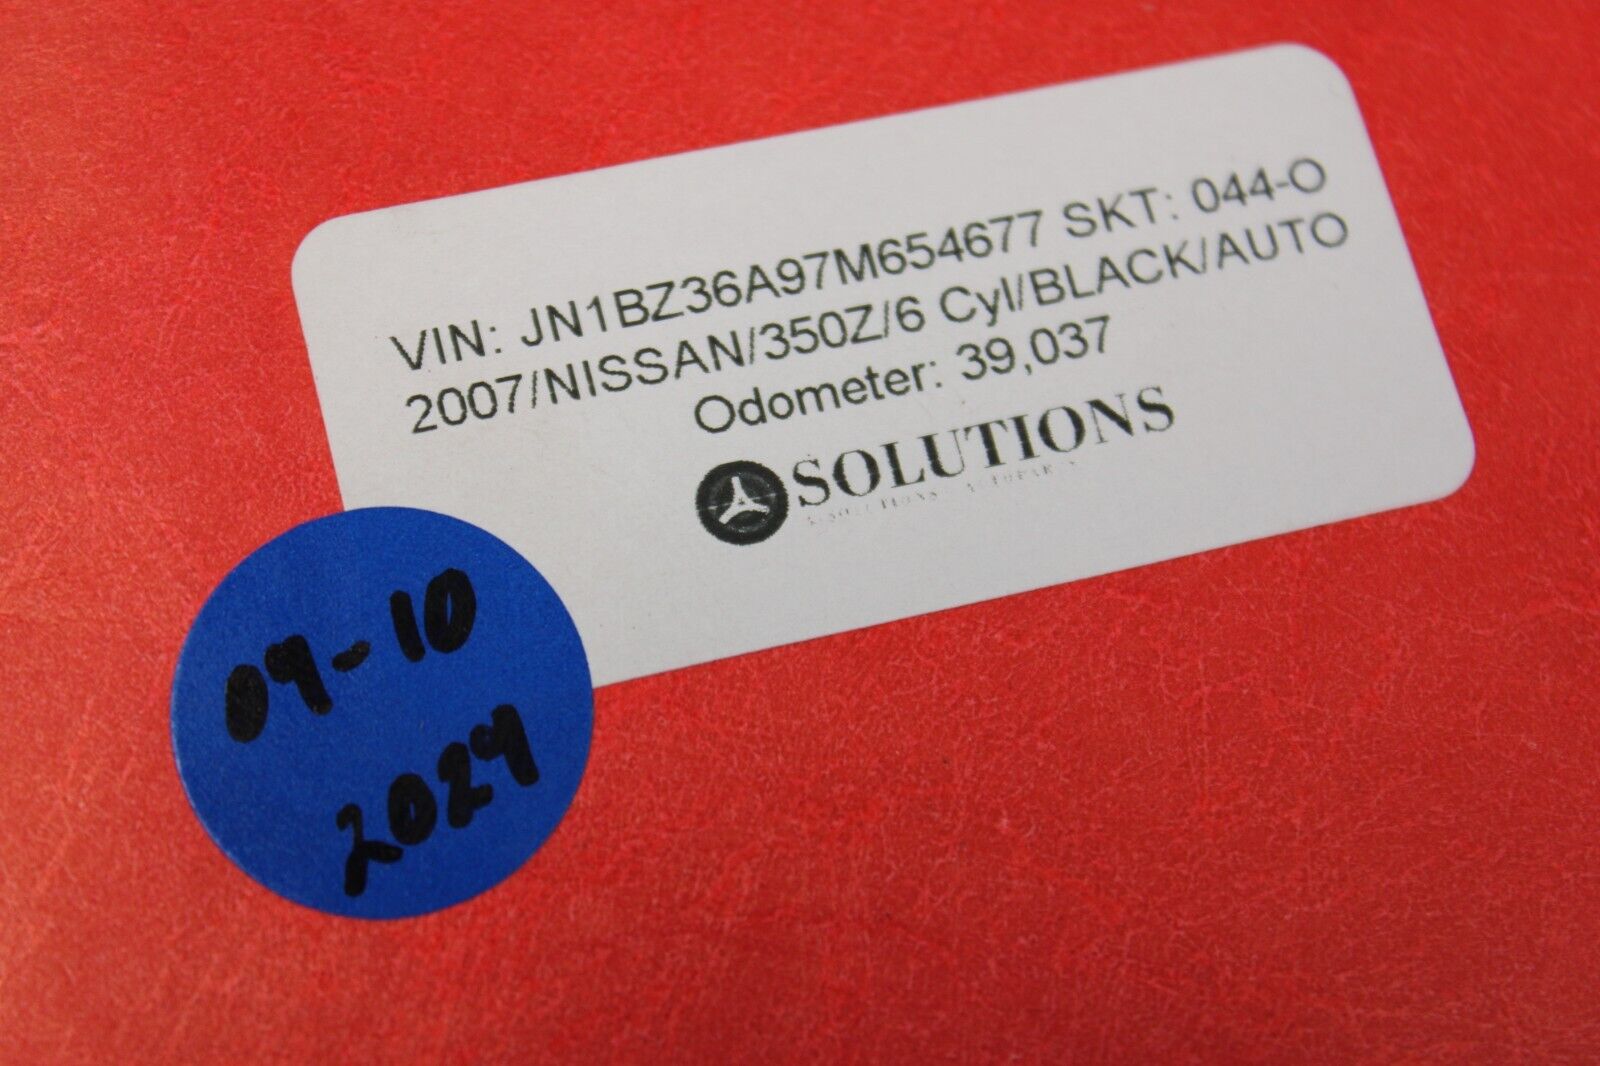 VIN: JN1BZ36A97M654677 SKT: 044-O
2007/NISSAN/350Z/6 Cyl/BLACK/AUTO
Odometer: 39,037
SOLUTIONS
09-10
2024